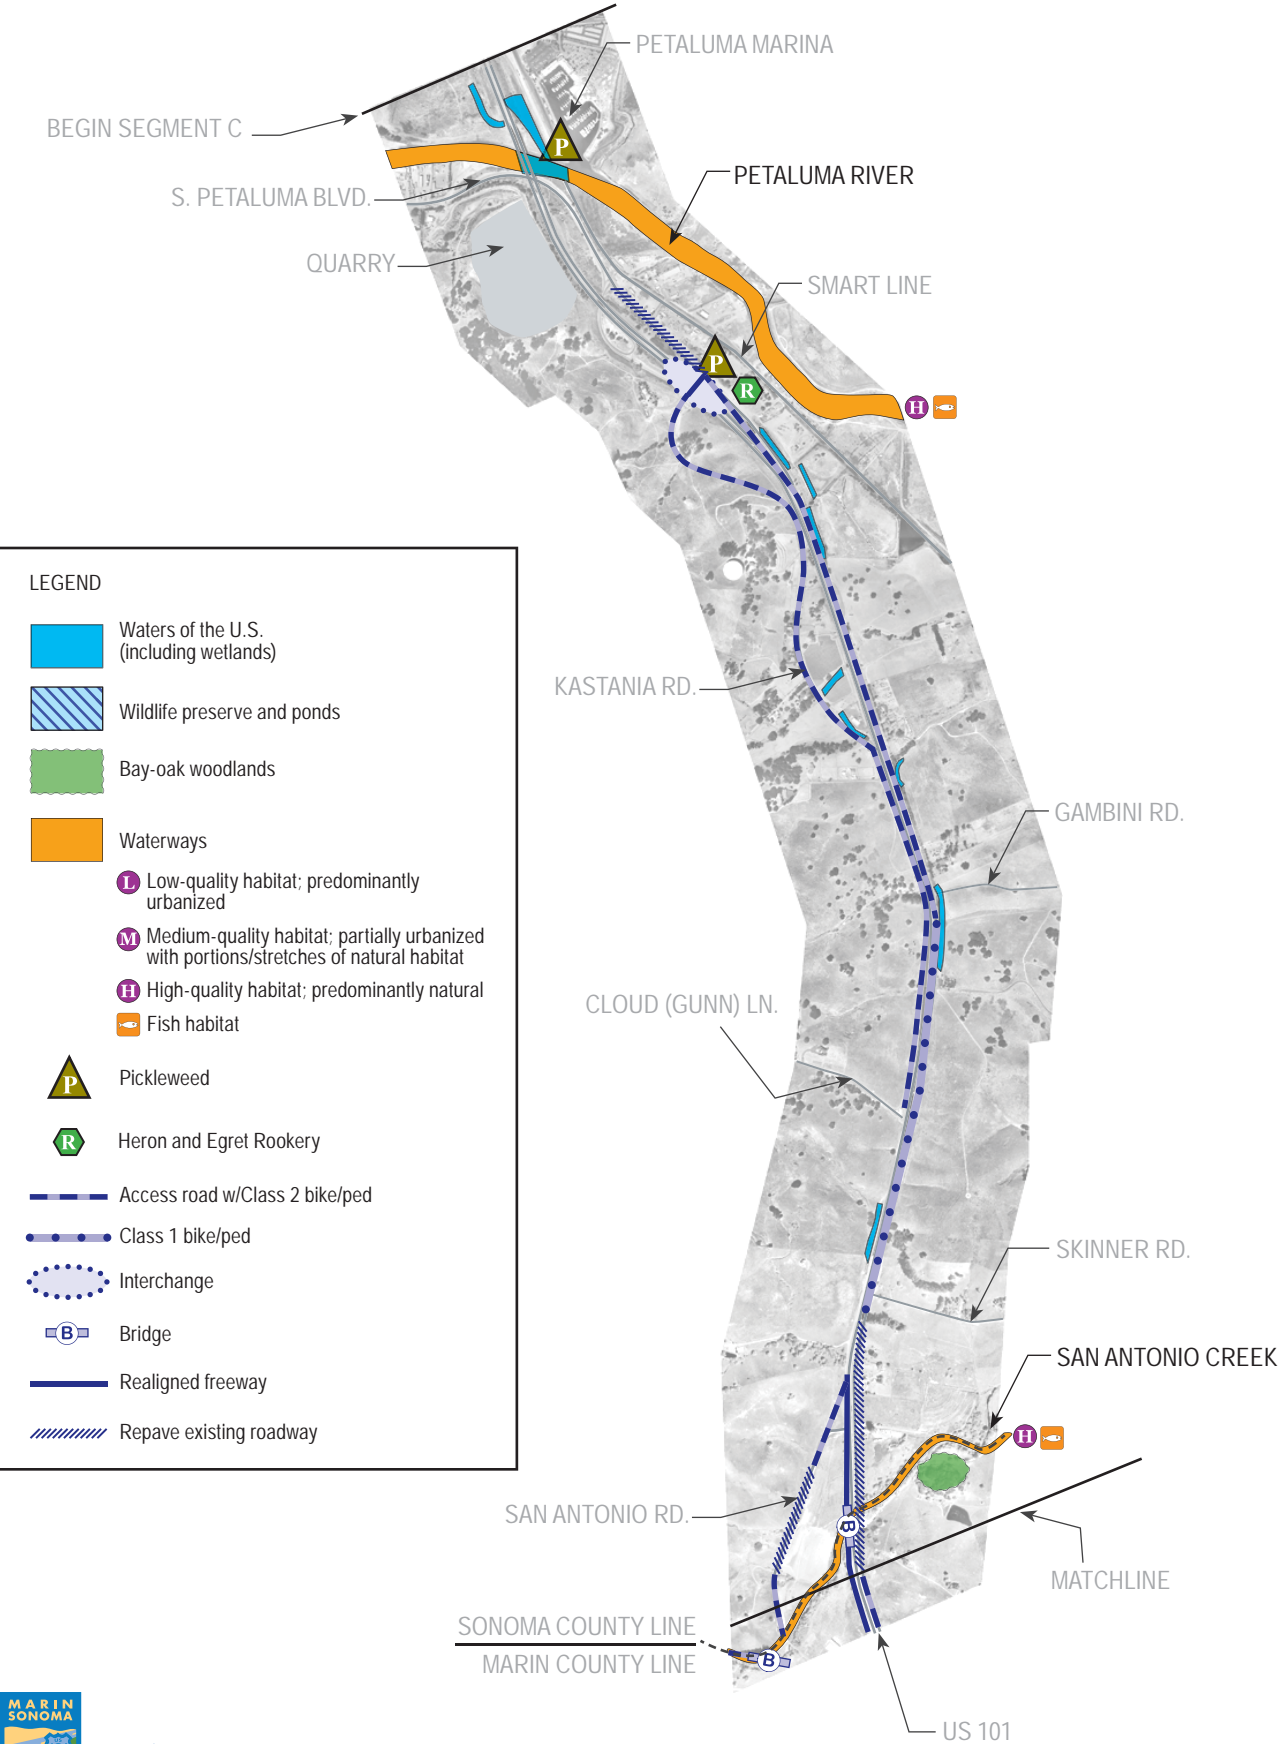 PETALUMA MARINA
BEGIN SEGMENT C
P
PETALUMA RIVER
S. PETALUMA BLVD.
QUARRY
SMART LINE
P
R
H
LEGEND
Waters of the U.S.
(including wetlands)
Wildlife preserve and ponds
Bay-oak woodlands
Waterways
L Low-quality habitat; predominantly
urbanized
M Medium-quality habitat; partially urbanized
with portions/stretches of natural habitat
H High-quality habitat; predominantly natural
Fish habitat
P Pickleweed
R Heron and Egret Rookery
Access road w/Class 2 bike/ped
Class 1 bike/ped
Interchange
B Bridge
Realigned freeway
Repave existing roadway
KASTANIA RD.
GAMBINI RD.
CLOUD (GUNN) LN.
SKINNER RD.
SAN ANTONIO CREEK
H
SAN ANTONIO RD.
B
MATCHLINE
SONOMA COUNTY LINE
MARIN COUNTY LINE
B
US 101
MARIN
SONOMA